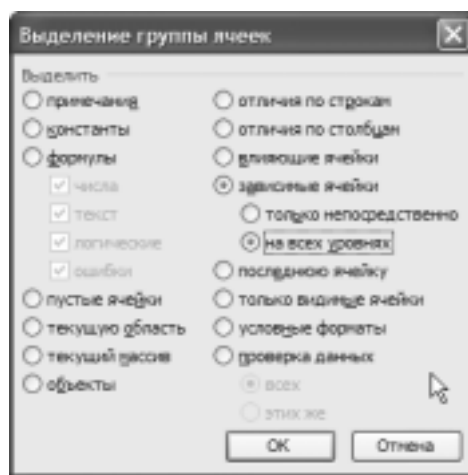 Выделение группы ячеек
Выделить
примечания
константы
формулы
числа
текст
логические
ошибки
пустые ячейки
текущую область
текущий массив
объекты
отличия по строкам
отличия по столбцам
влияющие ячейки
зависимые ячейки
только непосредственно
на всех уровнях
последнюю ячейку
только видимые ячейки
условные форматы
проверка данных
всех
этих же
ОК
Отмена